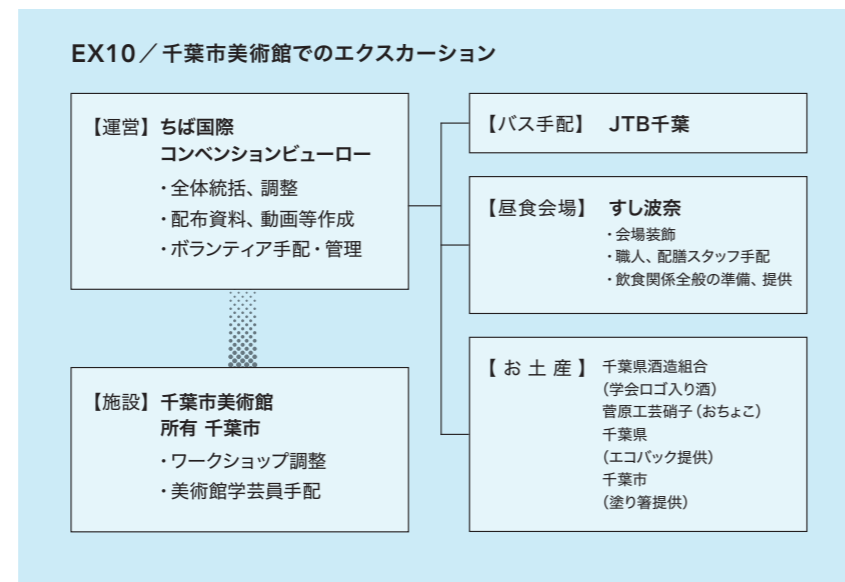 EX10／千葉市美術館でのエクスカーション
【運営】ちば国際
コンベンションビューロー
・全体統括、調整
・配布資料、動画等作成
・ボランティア手配・管理
【施設】千葉市美術館
所有 千葉市
・ワークショップ調整
・美術館学芸員手配
【バス手配】 JTB千葉
【昼食会場】 すし波奈
・会場装飾
・職人、配膳スタッフ手配
・飲食関係全般の準備、提供
【お土産】 千葉県酒造組合
(学会ロゴ入り酒)
菅原工芸硝子(おちょこ)
千葉県
(エコバック提供)
千葉市
(塗り箸提供)